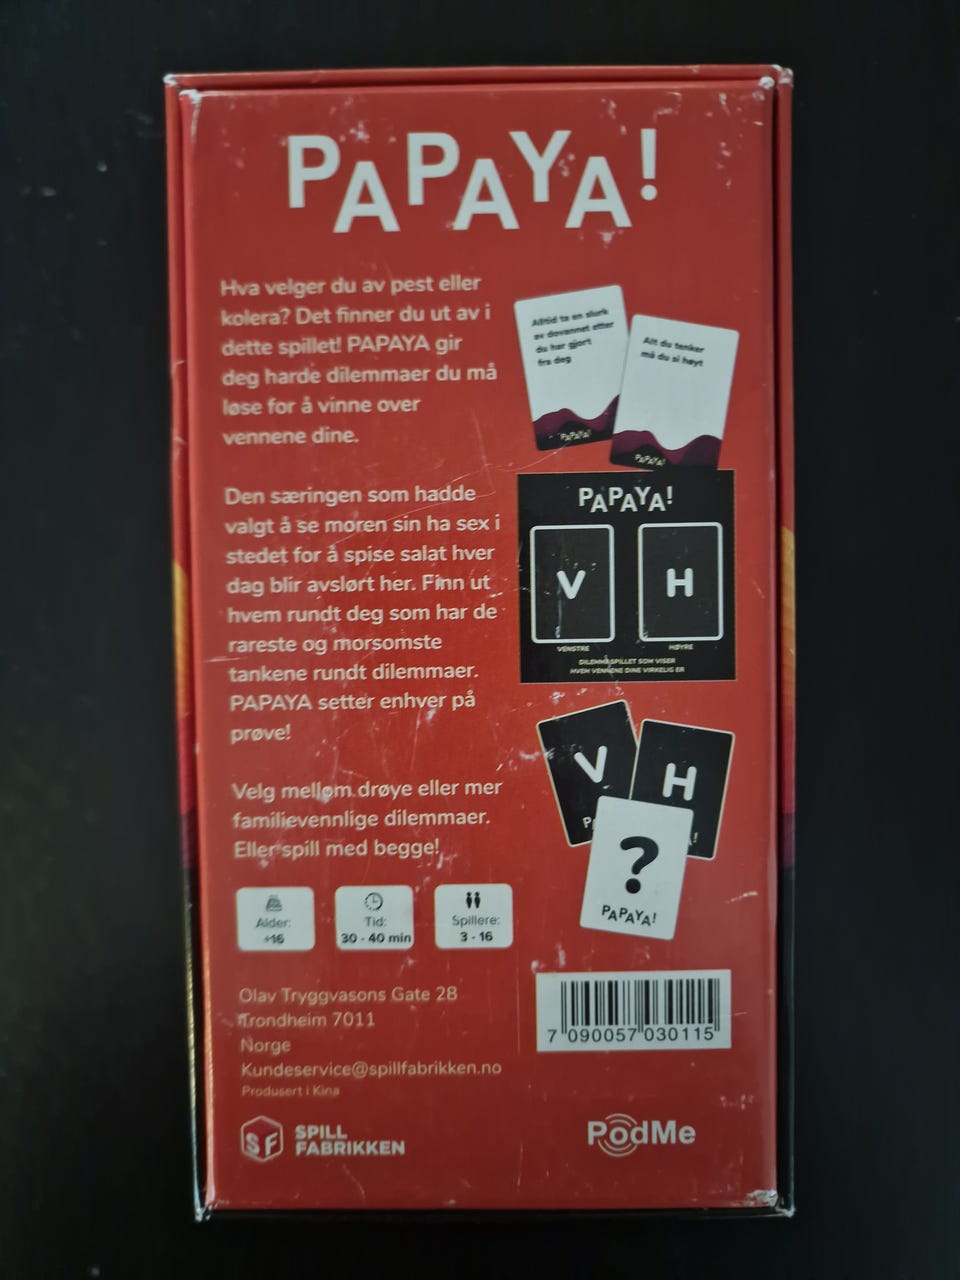 PAPAYA!
Hva velger du av pest eller
kolera? Det finner du ut av i
dette spillet! PAPAYA gir
deg harde dilemmaer du må
løse for å vinne over
vennene dine.
Den særingen som hadde
valgt å se moren sin ha sex i
stedet for å spise salat hver
dag blir avslørt her. Finn ut
hvem rundt deg som har de
rareste og morsomste
tankene rundt dilemmaer.
PAPAYA setter enhver på
prøve!
Velg mellom drøye eller mer
familievennlige dilemmaer.
Eller spill med begge!
Alltid ta en slurk
av dovannet etter
du har gjort
fra deg
PAPAYA!
Alt du tenker
må du si høyt
PAPAYA!
PAPAYA!
V
H
VENSTRE
HØYRE
DILEMMASPILLET SOM VISER
HVEM VENNENE DINE VIRKELIG ER
V
H
?
PAPAYA!
Alder:
+16
Tid:
30 - 40 min
Spillere:
3 - 16
Olav Tryggvasons Gate 28
Trondheim 7011
Norge
Kundeservice@spillfabrikken.no
Produsert i Kina
7 090057 030115
SF
SPILL
FABRIKKEN
PodMe